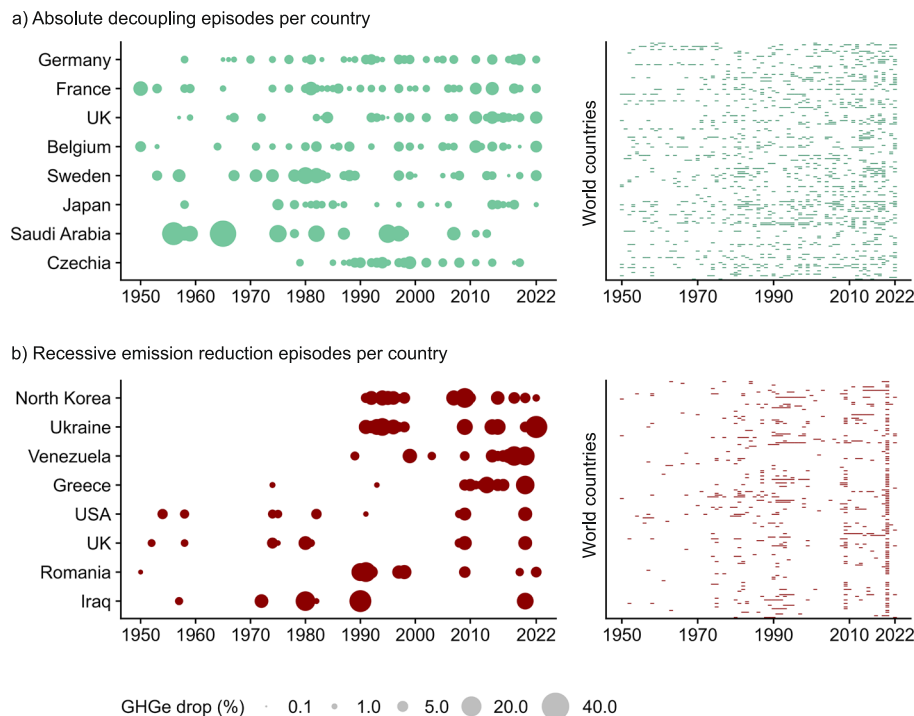 a) Absolute decoupling episodes per country
Germany
France
UK
Belgium
Sweden
Japan
Saudi Arabia
Czechia
1950 1960 1970 1980 1990 2000 2010 2022
World countries
1950 1970 1990 2010 2022
b) Recessive emission reduction episodes per country
North Korea
Ukraine
Venezuela
Greece
USA
UK
Romania
Iraq
1950 1960 1970 1980 1990 2000 2010 2022
World countries
1950 1970 1990 2010 2022
GHGe drop (%) 0.1 1.0 5.0 20.0 40.0